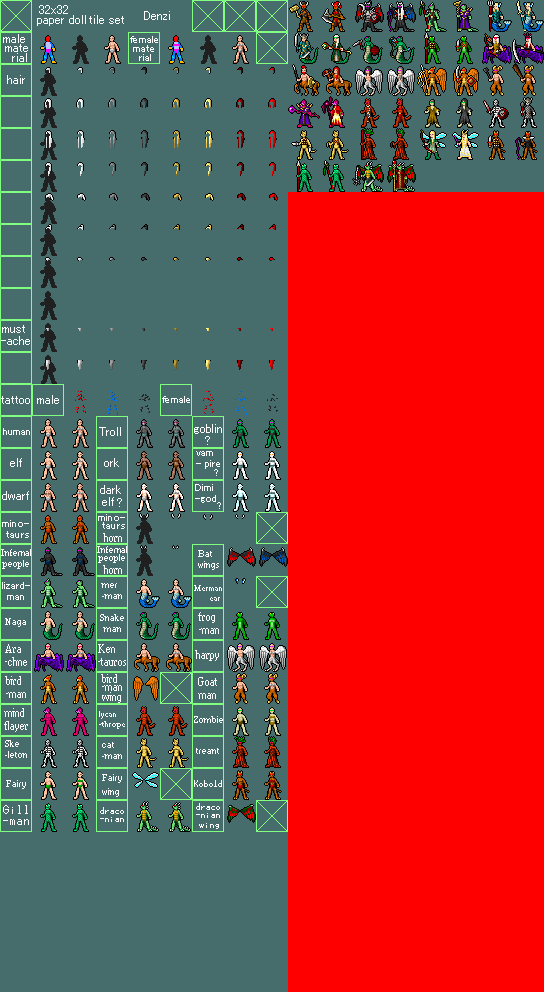 32x32
paper doll tile set
Denzi
male
mate
rial
female
mate
rial
hair
must
-ache
tattoo
male
female
human
Troll
goblin
?
elf
ork
vam
-pire
?
dwarf
dark
elf ?
Dimi
-god?
mino-
taurs
mino-
taurs
horn
Infernal
people
Infernal
people
horn
Bat
wings
lizard-
man
mer
-man
Merman
ear
Naga
Snake
man
frog
-man
Ara
-chne
Ken
-tauros
harpy
bird
-man
bird
-man
wing
Goat
man
mind
flayer
lycan
-thrope
Zombie
Ske
-leton
cat
-man
treant
Fairy
Fairy
wing
Kobold
Gill
-man
draco
-nian
draco
-nian
wing